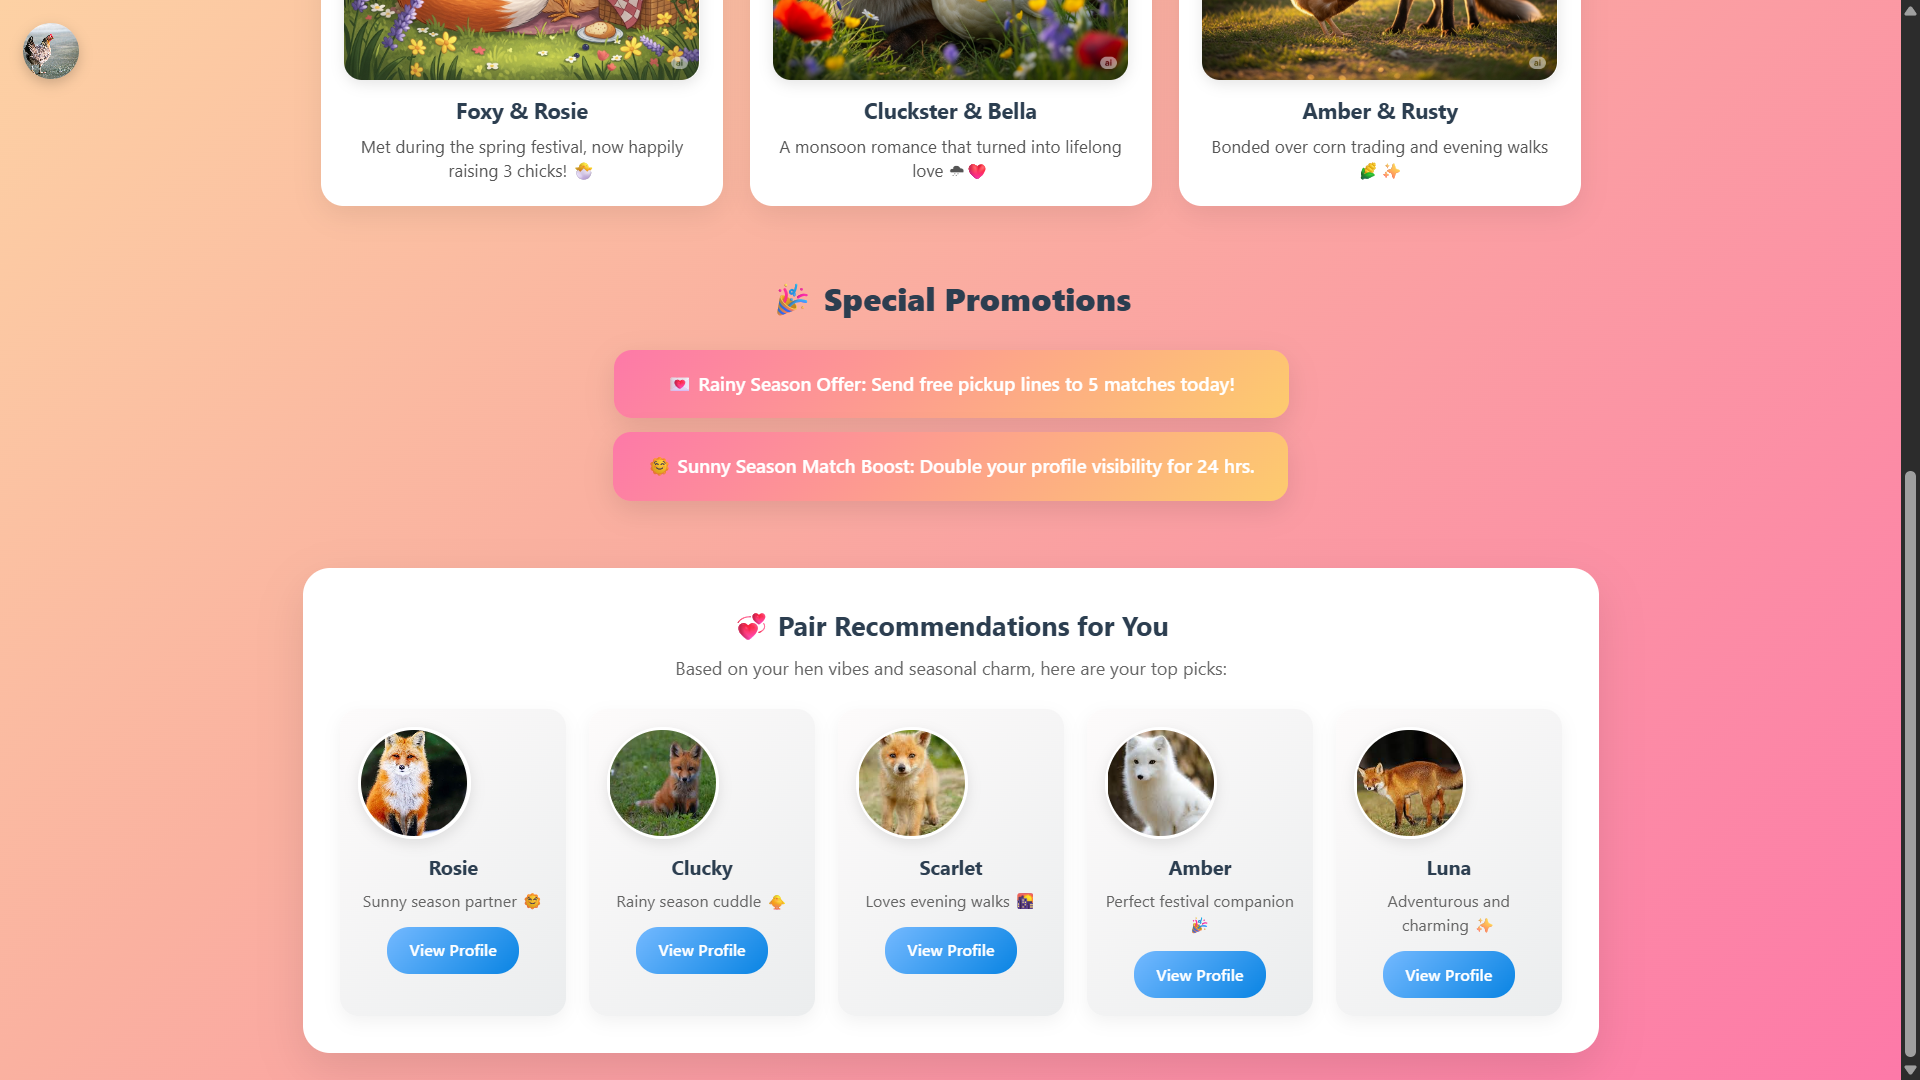 ai
ai
ai
Foxy & Rosie
Met during the spring festival, now happily
raising 3 chicks! 🐣
Cluckster & Bella
A monsoon romance that turned into lifelong
love 🌧️❤️
Amber & Rusty
Bonded over corn trading and evening walks
🌽 ✨
🎉 Special Promotions
💌 Rainy Season Offer: Send free pickup lines to 5 matches today!
🌞 Sunny Season Match Boost: Double your profile visibility for 24 hrs.
💞 Pair Recommendations for You
Based on your hen vibes and seasonal charm, here are your top picks:
Rosie
Sunny season partner 🌞
View Profile
Clucky
Rainy season cuddle 🐥
View Profile
Scarlet
Loves evening walks 🌇
View Profile
Amber
Perfect festival companion
🎉
View Profile
Luna
Adventurous and
charming ✨
View Profile